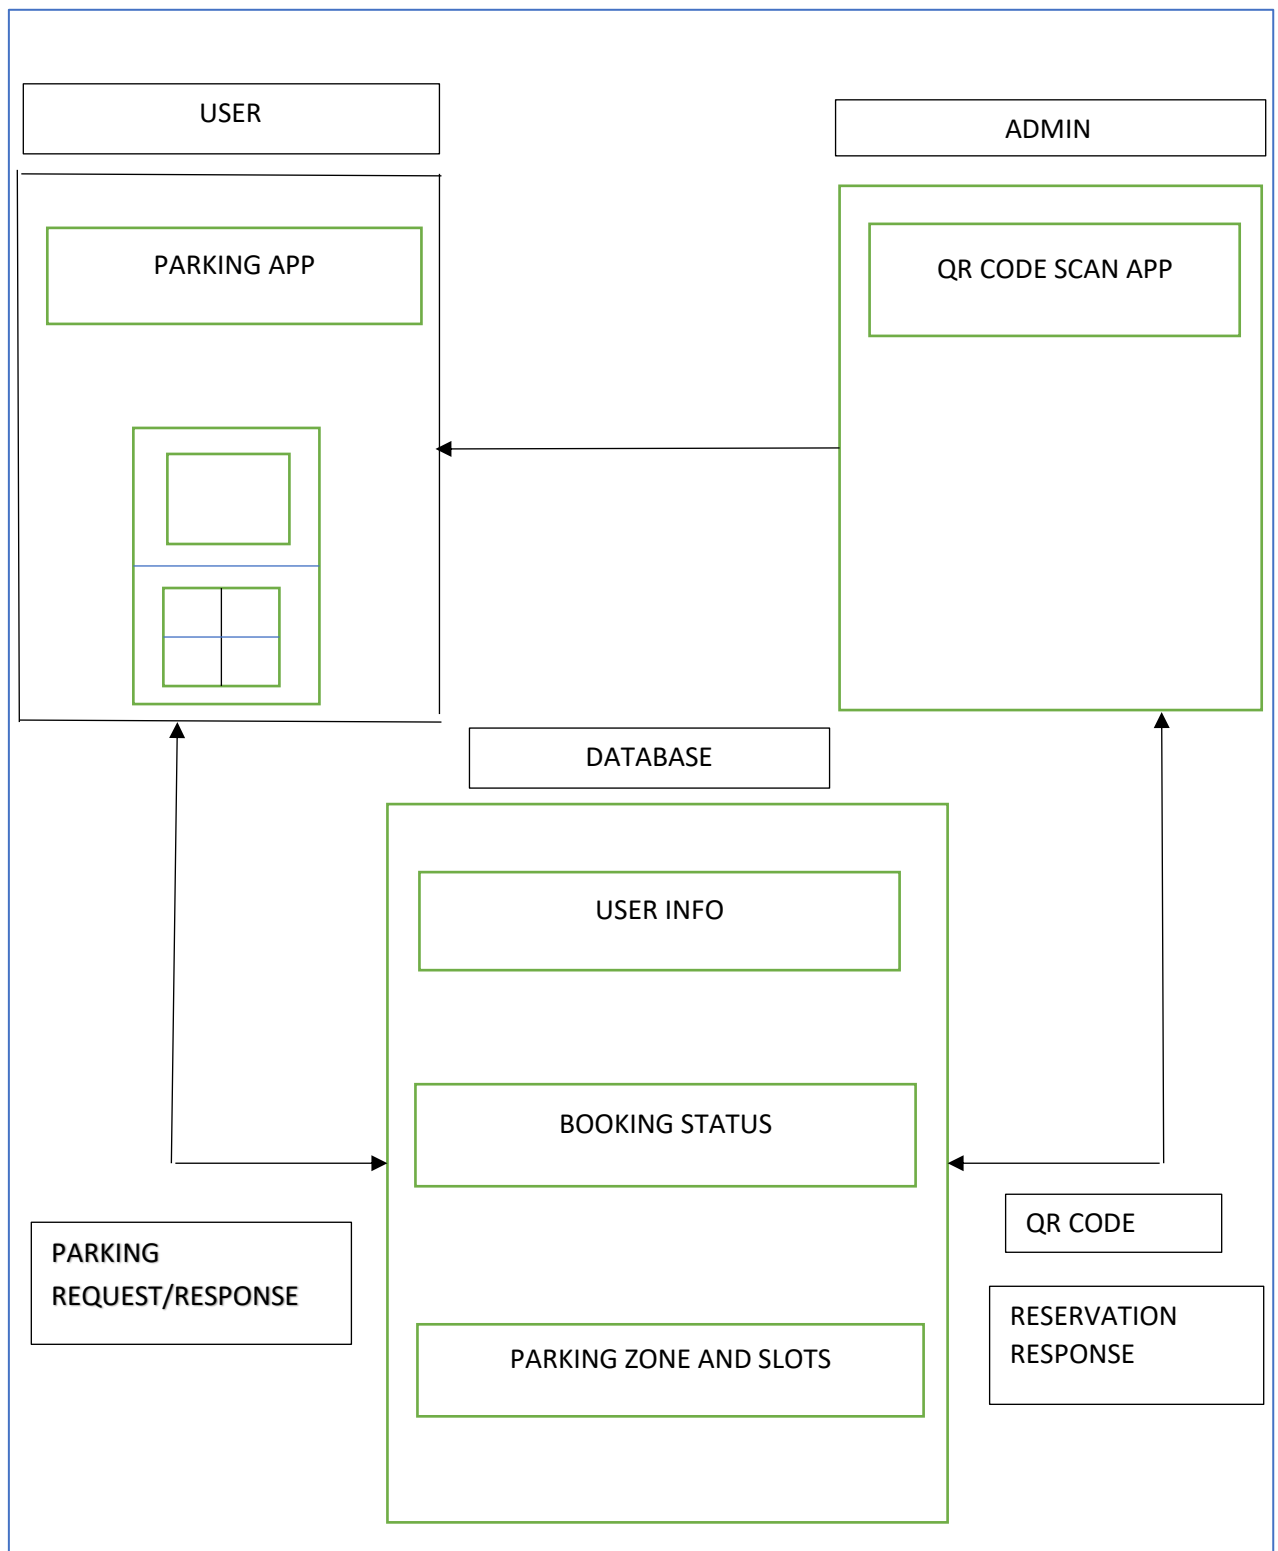 USER
ADMIN
PARKING APP
QR CODE SCAN APP
DATABASE
USER INFO
BOOKING STATUS
PARKING
REQUEST/RESPONSE
QR CODE
RESERVATION
RESPONSE
PARKING ZONE AND SLOTS